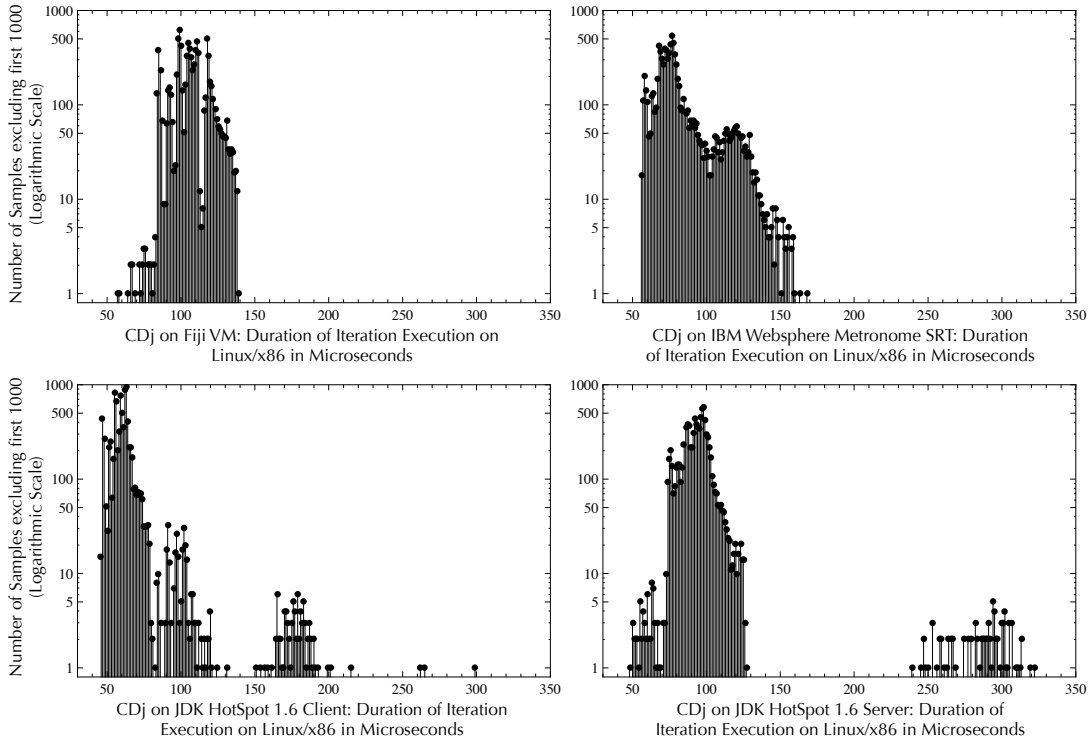 Number of Samples excluding first 1000
(Logarithmic Scale)
1000
500
100
50
10
5
1
50 100 150 200 250 300 350
CDj on Fiji VM: Duration of Iteration Execution on
Linux/x86 in Microseconds
1000
500
100
50
10
5
1
50 100 150 200 250 300 350
CDj on IBM Websphere Metronome SRT: Duration
of Iteration Execution on Linux/x86 in Microseconds
Number of Samples excluding first 1000
(Logarithmic Scale)
1000
500
100
50
10
5
1
50 100 150 200 250 300 350
CDj on JDK HotSpot 1.6 Client: Duration of Iteration
Execution on Linux/x86 in Microseconds
1000
500
100
50
10
5
1
50 100 150 200 250 300 350
CDj on JDK HotSpot 1.6 Server: Duration of
Iteration Execution on Linux/x86 in Microseconds